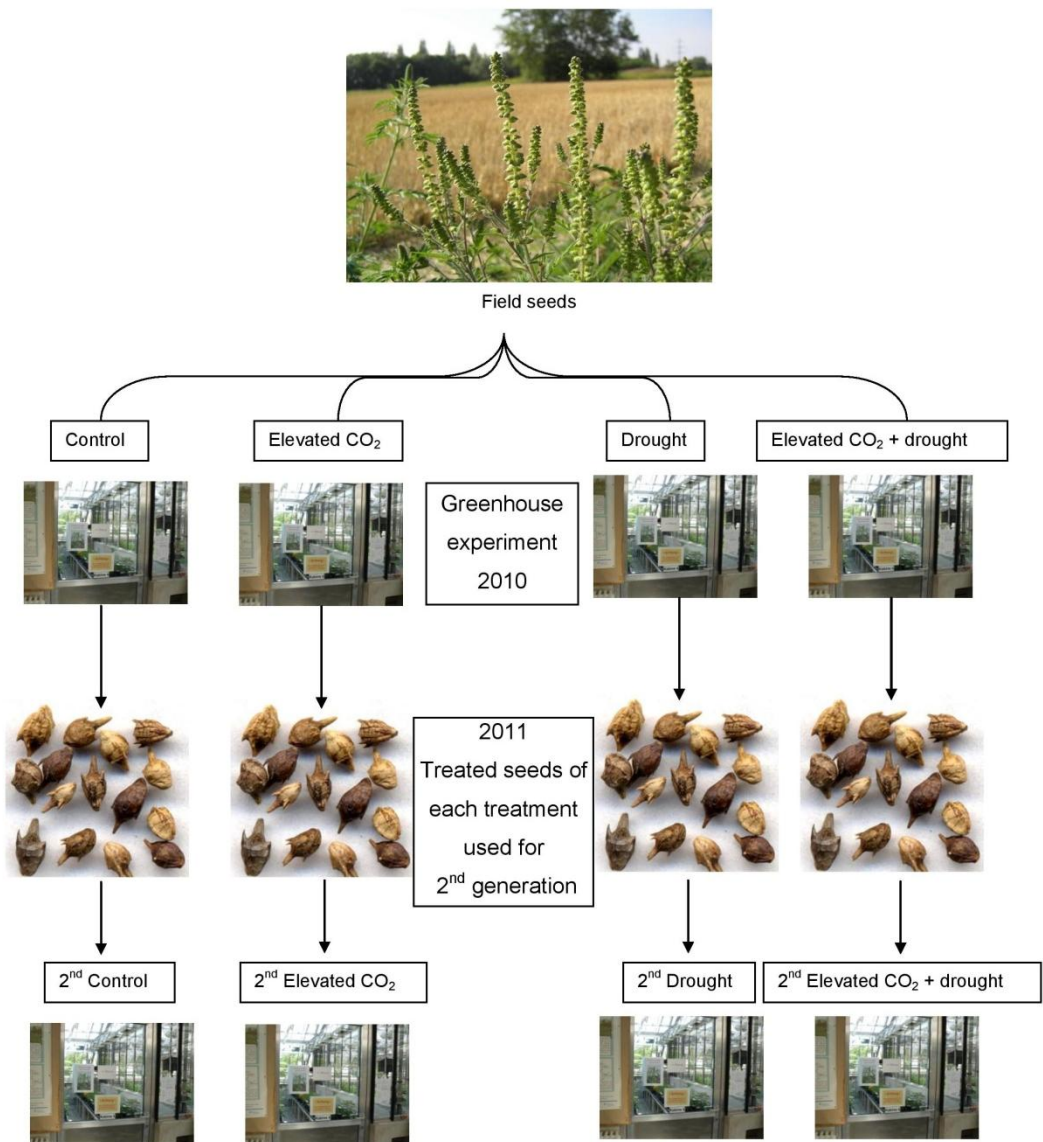 Field seeds
Control
Elevated CO₂
Drought
Elevated CO₂ + drought
Greenhouse
experiment
2010
2011
Treated seeds of
each treatment
used for
2ⁿᵈ generation
2ⁿᵈ Control
2ⁿᵈ Elevated CO₂
2ⁿᵈ Drought
2ⁿᵈ Elevated CO₂ + drought